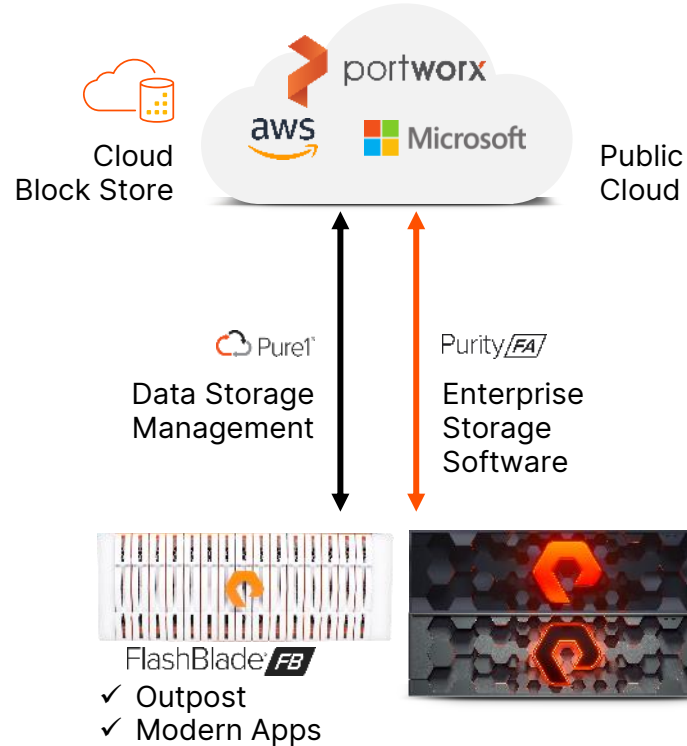 portworx
aws
Microsoft
Cloud
Block Store
Public
Cloud
Pure1®
Purity//FA
Data Storage
Management
Enterprise
Storage
Software
FlashBlade® //FB
✓ Outpost
✓ Modern Apps